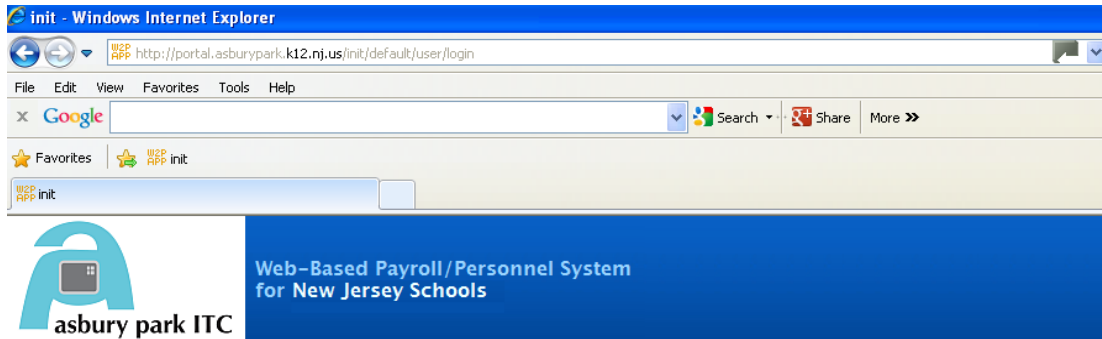 init - Windows Internet Explorer
W2P APP http://portal.asburypark.k12.nj.us/init/default/user/login
File Edit View Favorites Tools Help
x Google Search Share More »
Favorites W2P APP init
W2P APP init
Web-Based Payroll/Personnel System
for New Jersey Schools
asbury park ITC